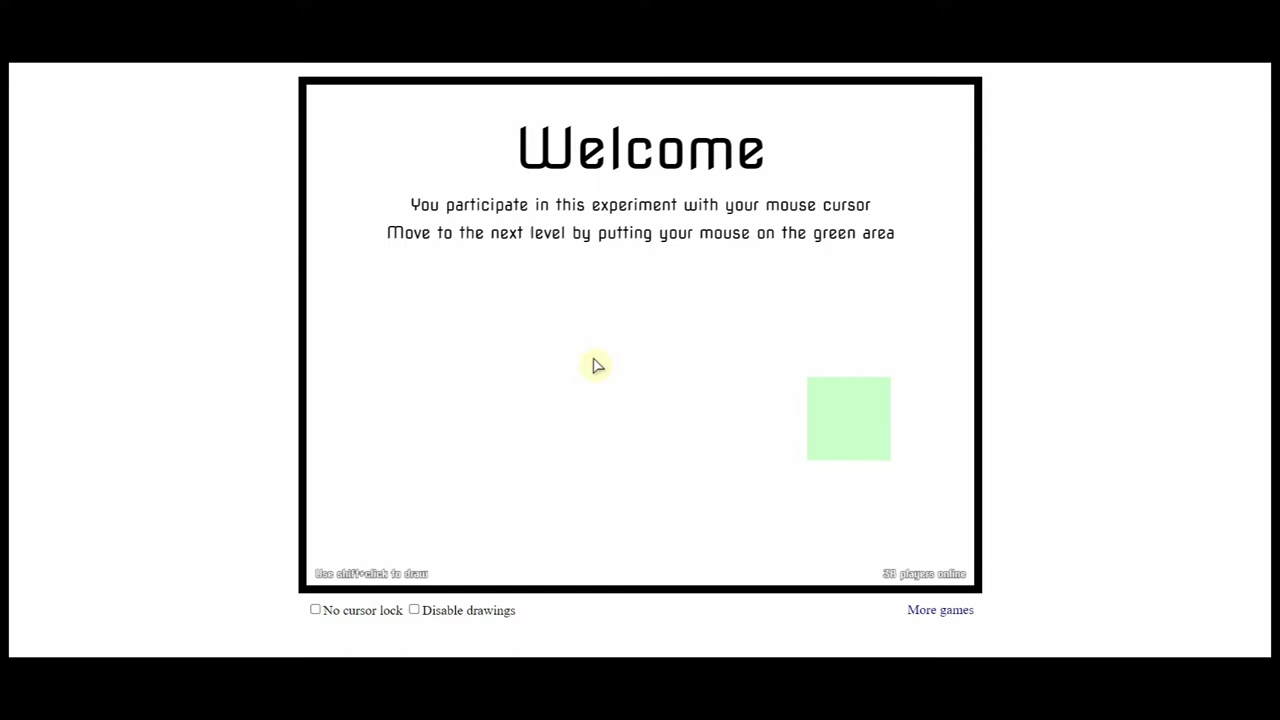 Welcome
You participate in this experiment with your mouse cursor
Move to the next level by putting your mouse on the green area
Use shift+click to draw
38 players online
No cursor lock
Disable drawings
More games